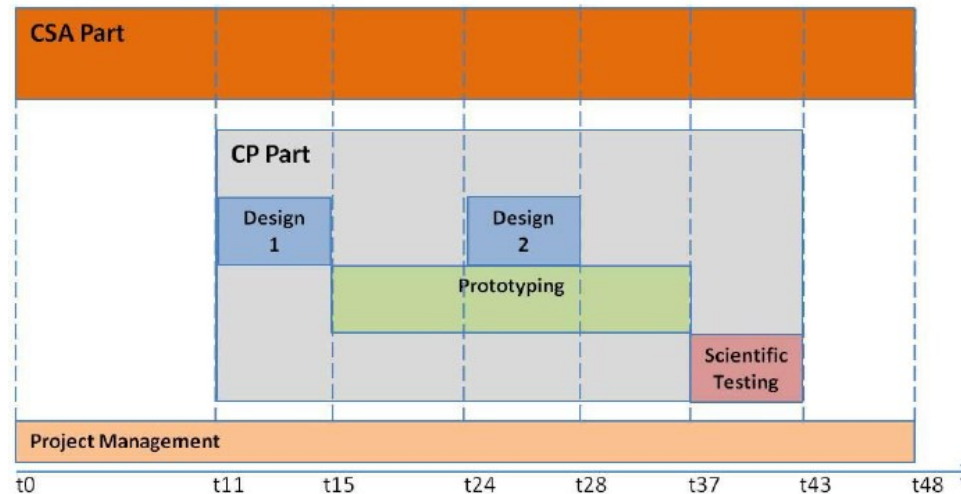 CSA Part
CP Part
Design
1
Design
2
Prototyping
Scientific
Testing
Project Management
t0 t11 t15 t24 t28 t37 t43 t48